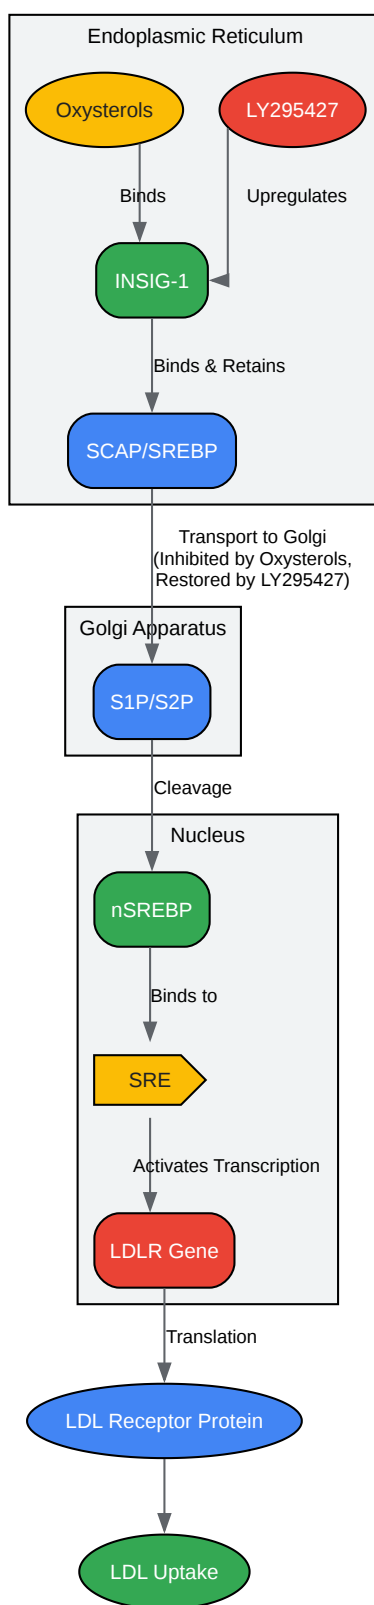 Endoplasmic Reticulum
Oxysterols
LY295427
Binds
Upregulates
INSIG-1
Binds & Retains
SCAP/SREBP
Transport to Golgi
(Inhibited by Oxysterols,
Restored by LY295427)
Golgi Apparatus
S1P/S2P
Cleavage
Nucleus
nSREBP
Binds to
SRE
Activates Transcription
LDLR Gene
Translation
LDL Receptor Protein
LDL Uptake